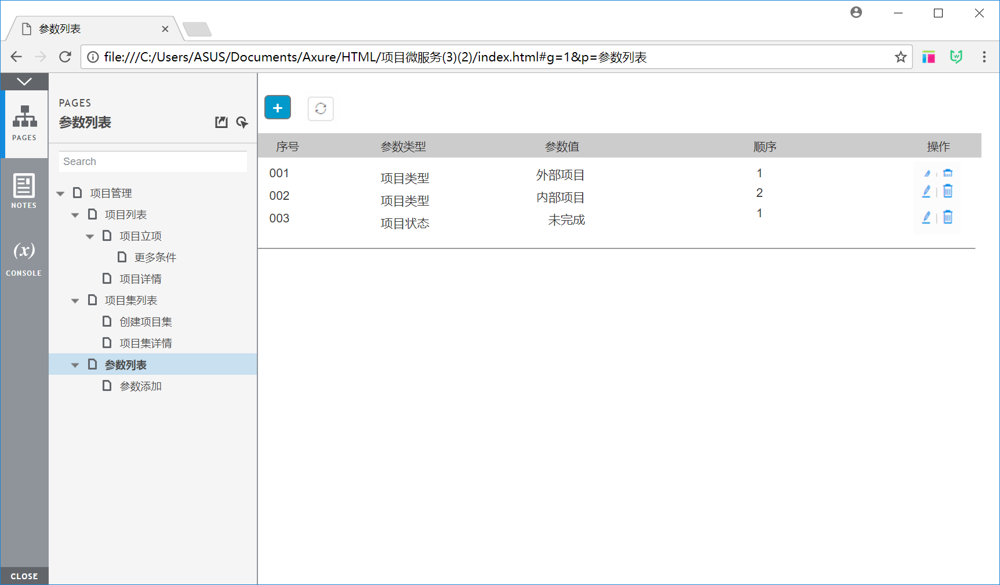 参数列表
file:///C:/Users/ASUS/Documents/Axure/HTML/项目微服务(3)(2)/index.html#g=1&p=参数列表
PAGES
NOTES
(x)
CONSOLE
CLOSE
PAGES
参数列表
Search
项目管理
项目列表
项目立项
更多条件
项目详情
项目集列表
创建项目集
项目集详情
参数列表
参数添加
序号 参数类型 参数值 顺序 操作
001 项目类型 外部项目 1
002 项目类型 内部项目 2
003 项目状态 未完成 1